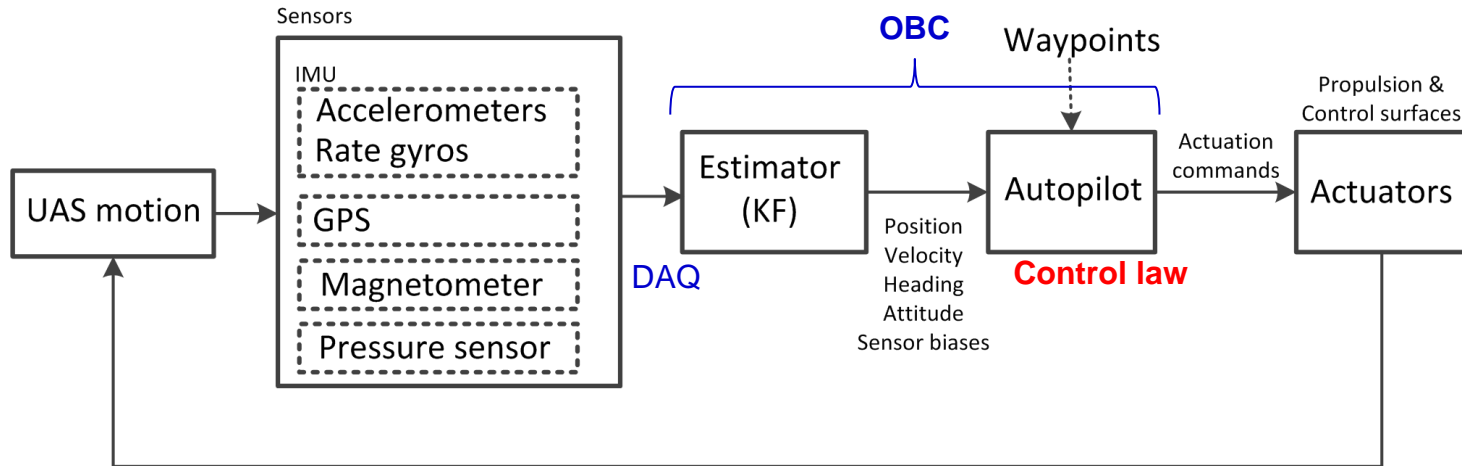 Sensors
OBC
Waypoints
IMU
Accelerometers
Rate gyros
GPS
Magnetometer
Pressure sensor
UAS motion
DAQ
Estimator
(KF)
Position
Velocity
Heading
Attitude
Sensor biases
Autopilot
Control law
Actuation
commands
Propulsion &
Control surfaces
Actuators